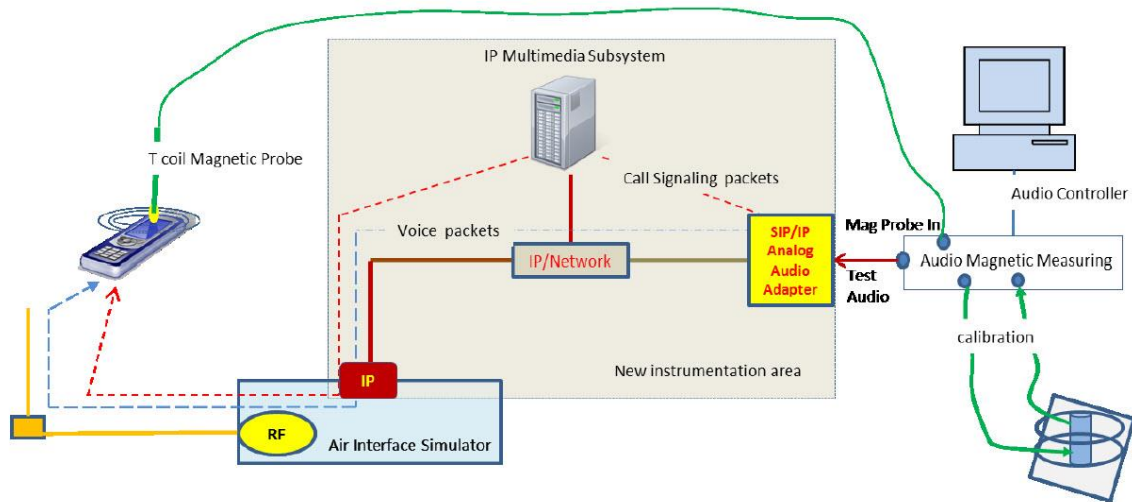 IP Multimedia Subsystem
T coil Magnetic Probe
Call Signaling packets
Audio Controller
Voice packets
Mag Probe In
SIP/IP
Analog
Audio
Adapter
IP/Network
Audio Magnetic Measuring
Test
Audio
calibration
New instrumentation area
IP
RF
Air Interface Simulator